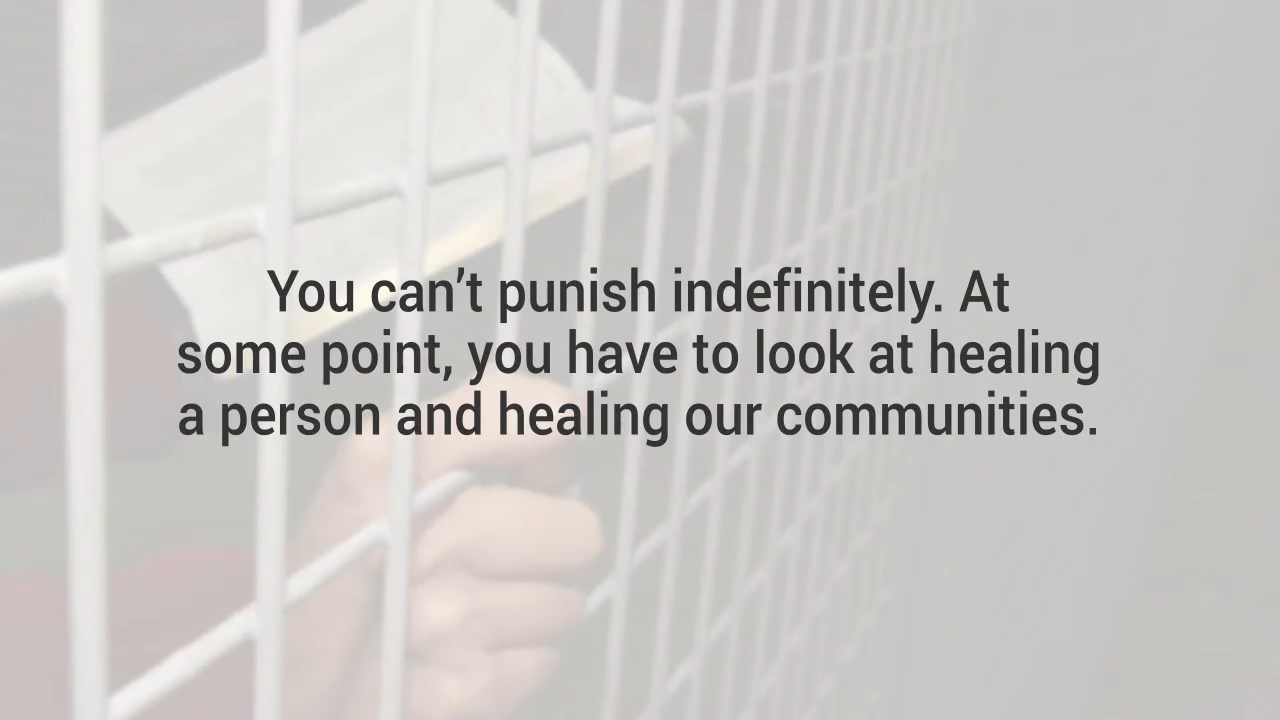 You can’t punish indefinitely. At
some point, you have to look at healing
a person and healing our communities.